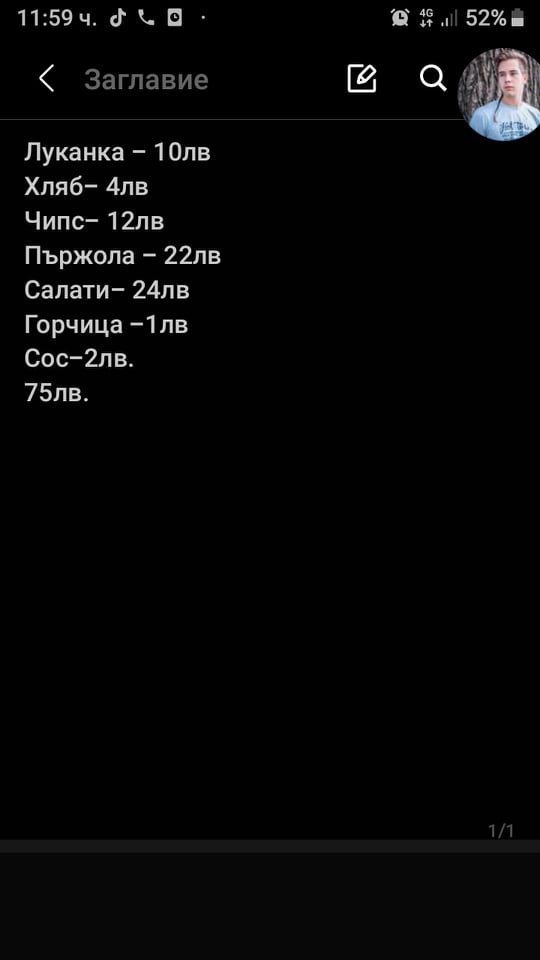 11:59 ч.
4G
52%
Заглавие
Луканка – 10лв
Хляб– 4лв
Чипс– 12лв
Пържола – 22лв
Салати– 24лв
Горчица –1лв
Сос–2лв.
75лв.
1/1